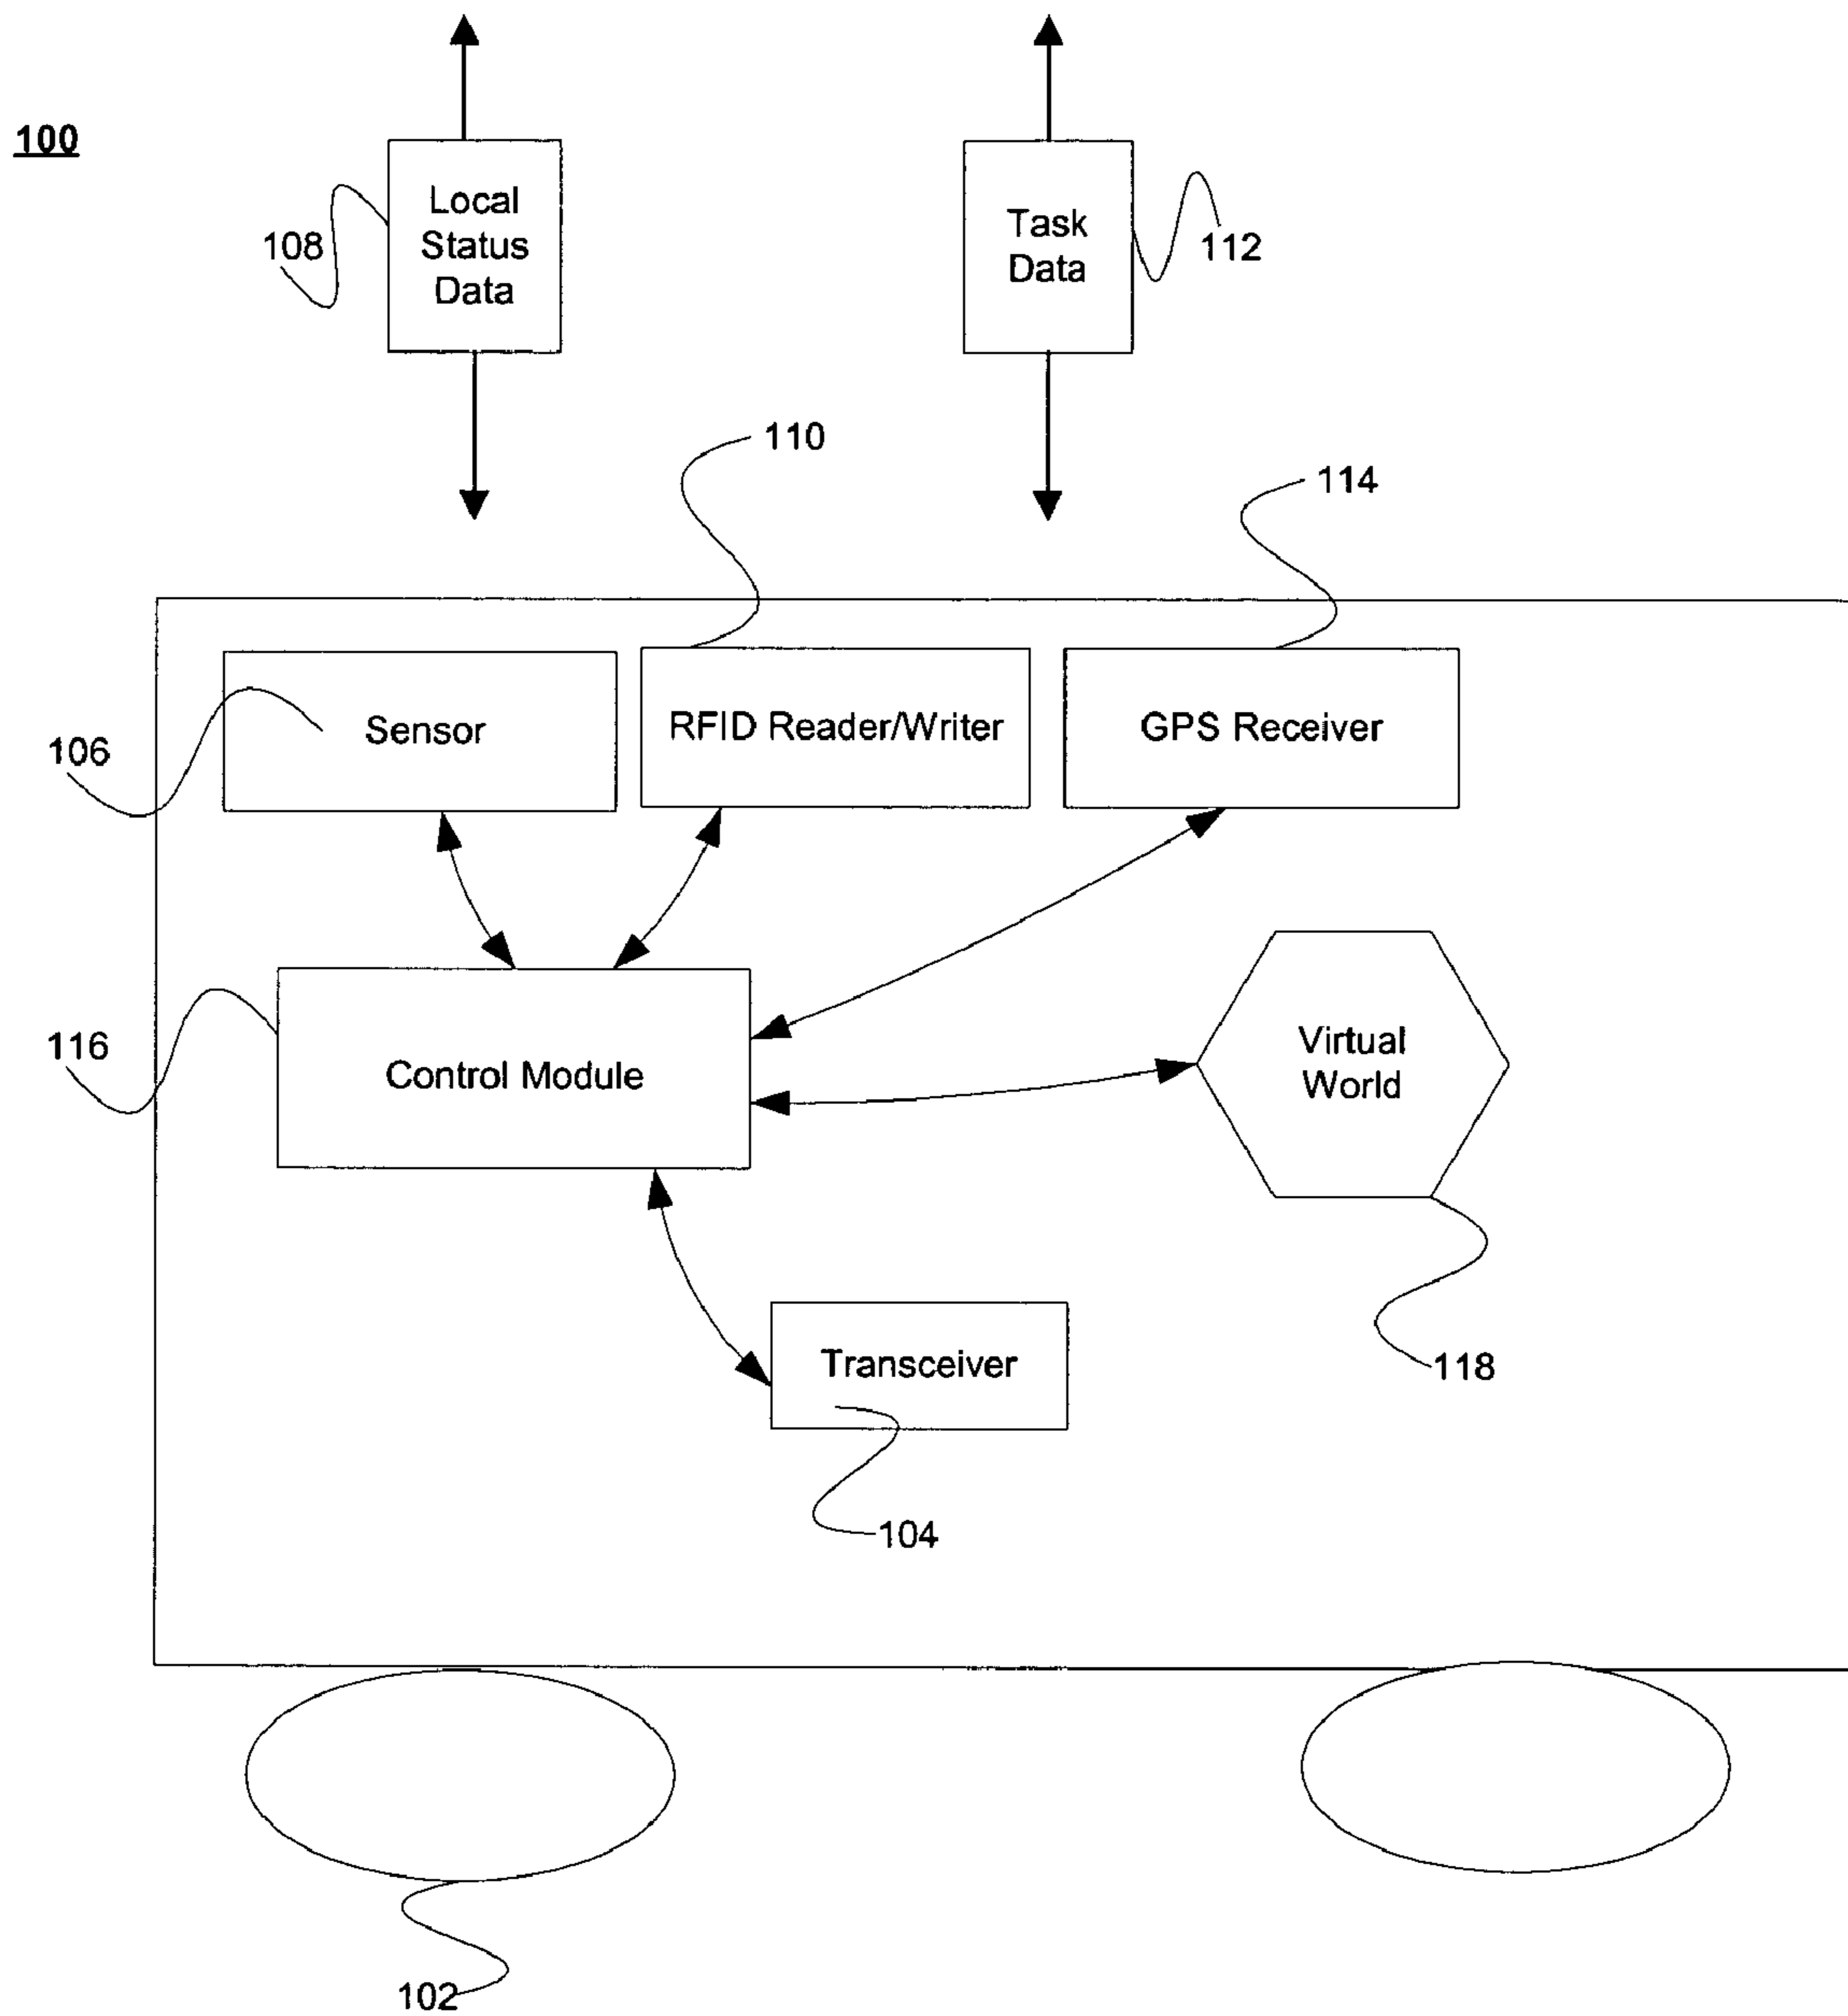 100
Local
Status
Data
108
Task
Data
112
110
114
Sensor
RFID Reader/Writer
GPS Receiver
106
Control Module
116
Virtual
World
Transceiver
118
104
102